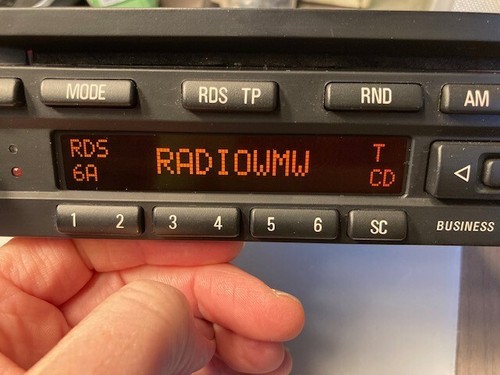 MODE RDS TP RND AM
RDS RADIOWMW T
6A CD
1 2 3 4 5 6 SC BUSINESS